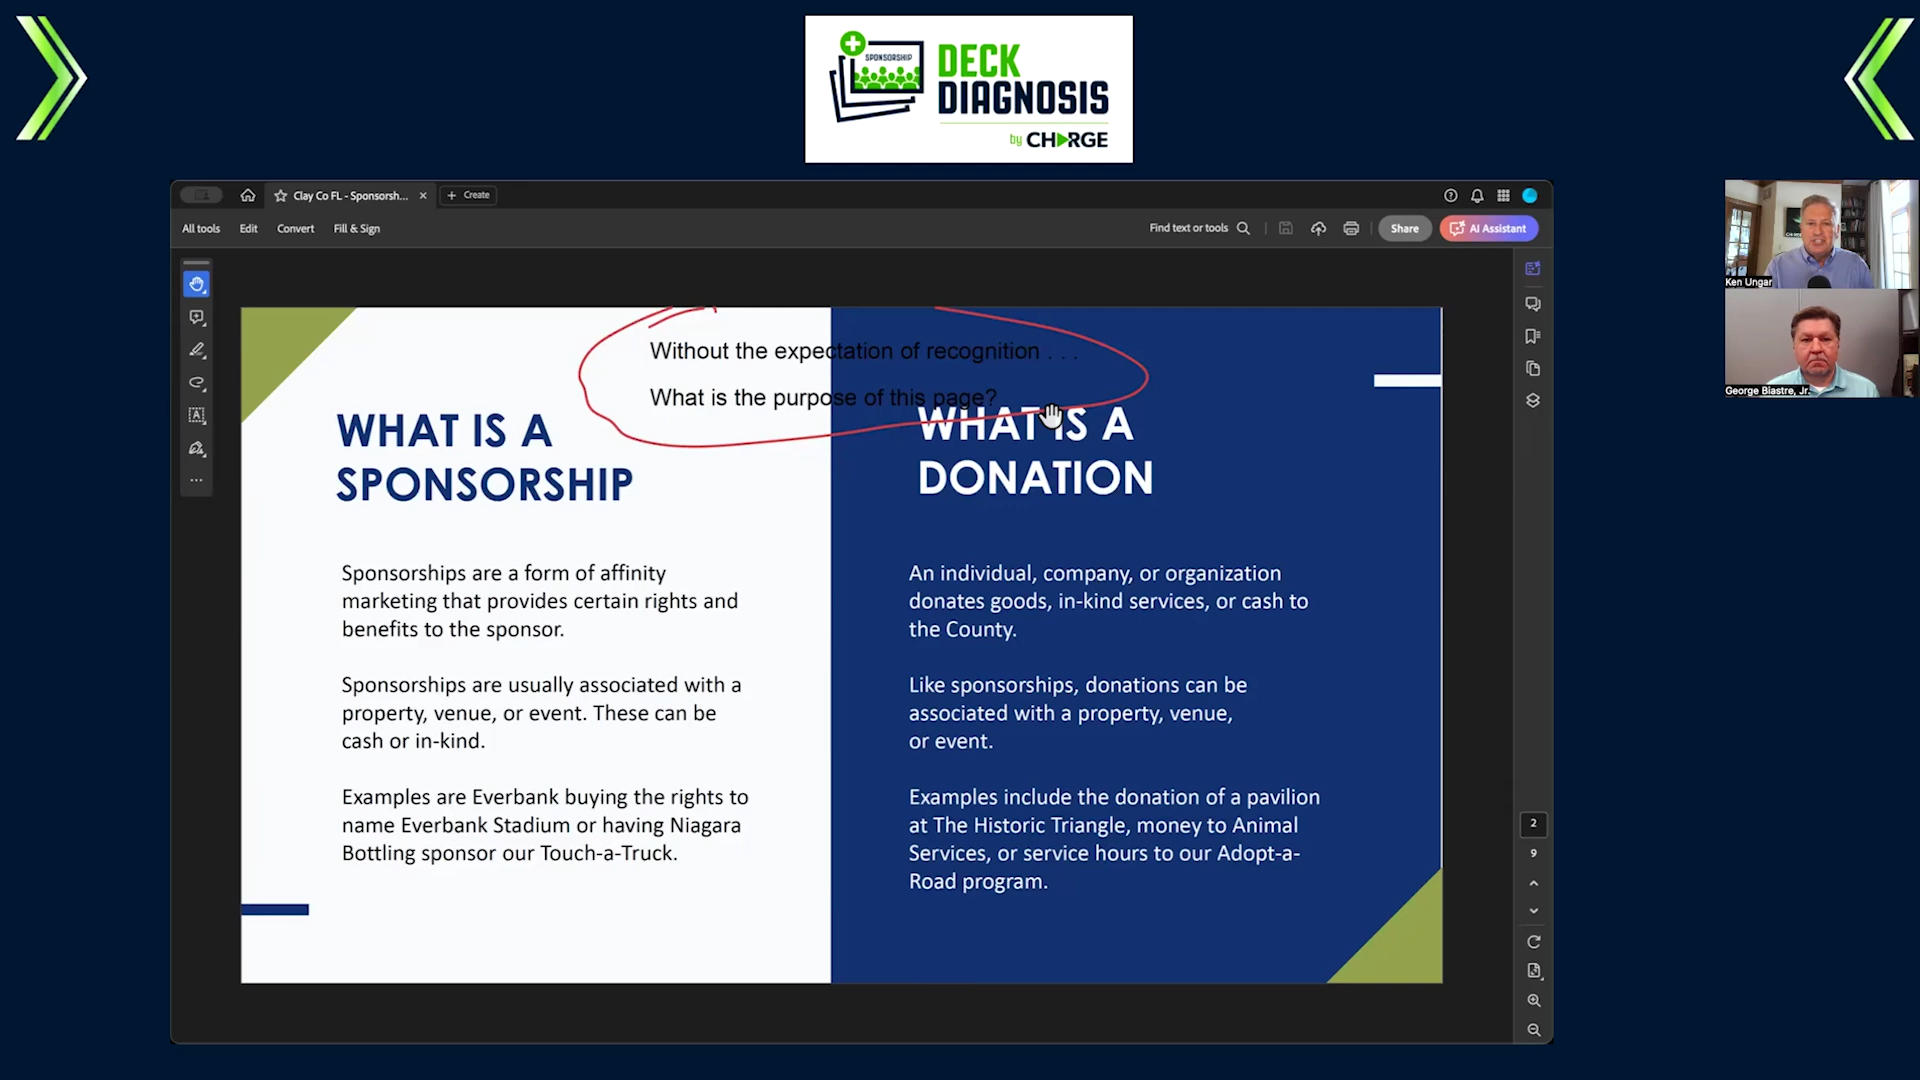 SPONSORSHIP
DECK
DIAGNOSIS
by CHARGE
Clay Co FL - Sponsorsh...
Create
All tools
Edit
Convert
Fill & Sign
Find text or tools
Share
AI Assistant
Ken Ungar
George Biastre, Jr.
Without the expectation of recognition . . .
What is the purpose of this page?
WHAT IS A
SPONSORSHIP
Sponsorships are a form of affinity
marketing that provides certain rights and
benefits to the sponsor.
Sponsorships are usually associated with a
property, venue, or event. These can be
cash or in-kind.
Examples are Everbank buying the rights to
name Everbank Stadium or having Niagara
Bottling sponsor our Touch-a-Truck.
WHAT IS A
DONATION
An individual, company, or organization
donates goods, in-kind services, or cash to
the County.
Like sponsorships, donations can be
associated with a property, venue,
or event.
Examples include the donation of a pavilion
at The Historic Triangle, money to Animal
Services, or service hours to our Adopt-a-
Road program.
2
9